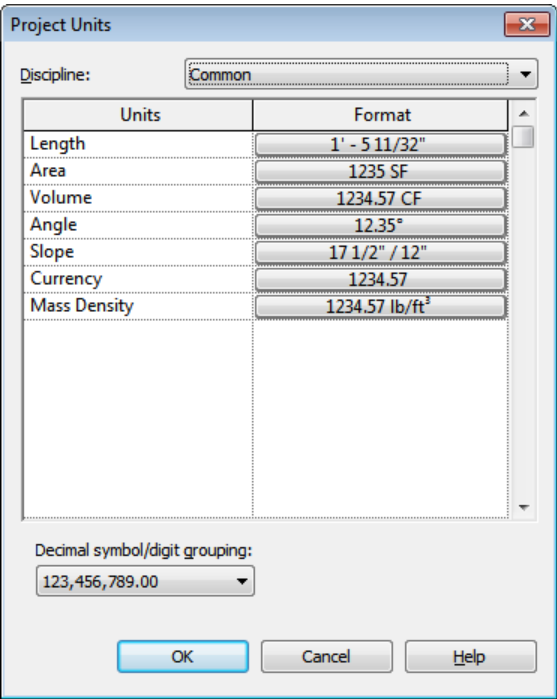 Project Units
Discipline: Common
Units Format
Length 1' - 5 11/32"
Area 1235 SF
Volume 1234.57 CF
Angle 12.35°
Slope 17 1/2" / 12"
Currency 1234.57
Mass Density 1234.57 lb/ft³
Decimal symbol/digit grouping:
123,456,789.00
OK Cancel Help